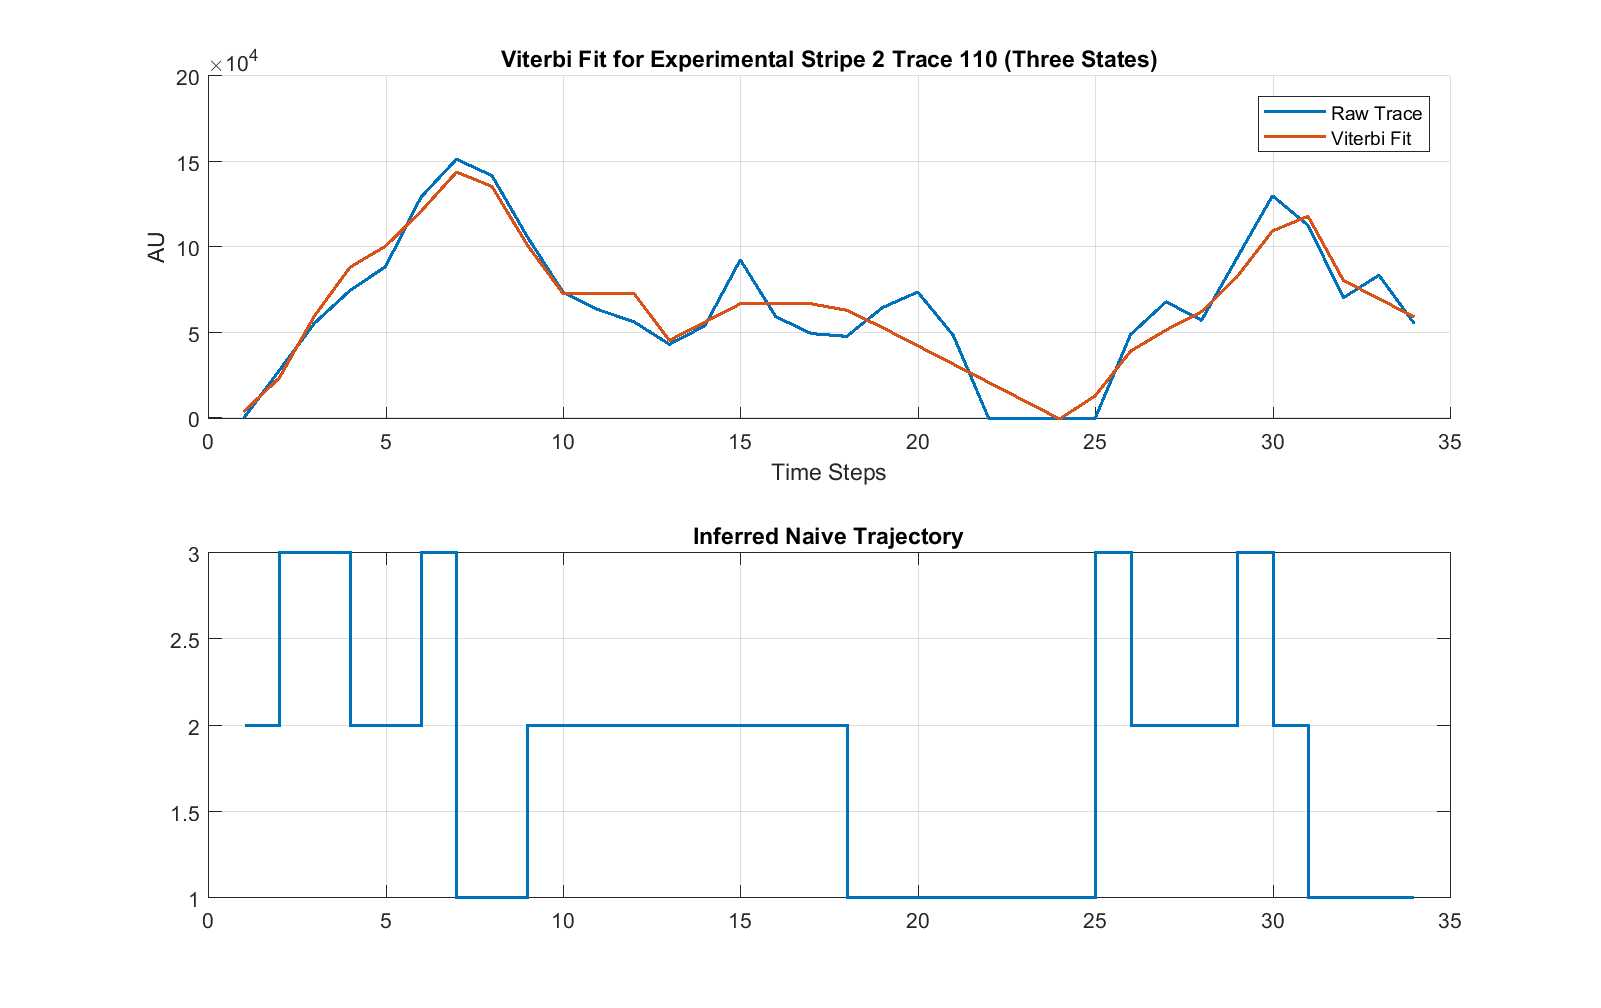 Viterbi Fit for Experimental Stripe 2 Trace 110 (Three States)
×10^4
20
15
10
5
0
AU
Raw Trace
Viterbi Fit
0 5 10 15 20 25 30 35
Time Steps
Inferred Naive Trajectory
3
2.5
2
1.5
1
0 5 10 15 20 25 30 35